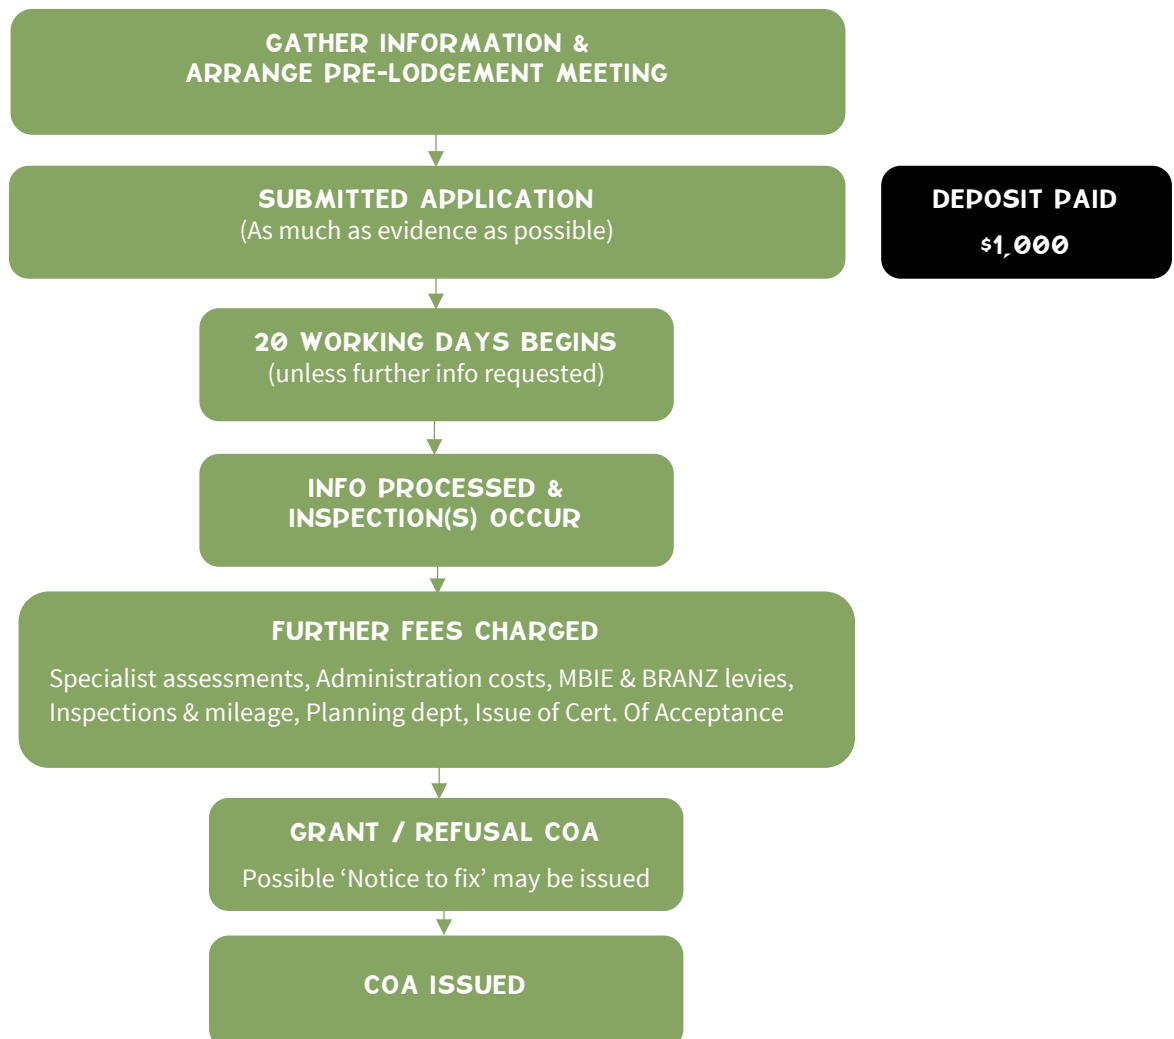 GATHER INFORMATION &
ARRANGE PRE-LODGEMENT MEETING
SUBMITTED APPLICATION
(As much as evidence as possible)
DEPOSIT PAID
$1,000
20 WORKING DAYS BEGINS
(unless further info requested)
INFO PROCESSED &
INSPECTION(S) OCCUR
FURTHER FEES CHARGED
Specialist assessments, Administration costs, MBIE & BRANZ levies,
Inspections & mileage, Planning dept, Issue of Cert. Of Acceptance
GRANT / REFUSAL COA
Possible ‘Notice to fix’ may be issued
COA ISSUED